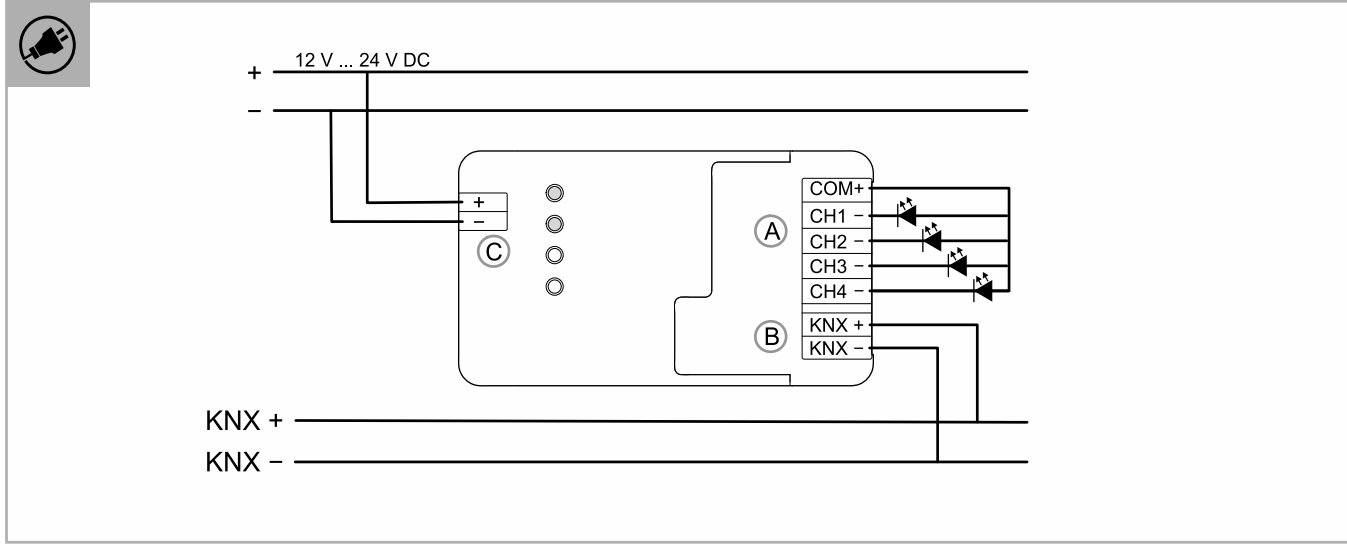 12 V ... 24 V DC
+
−
+
−
C
A
B
COM+
CH1 −
CH2 −
CH3 −
CH4 −
KNX +
KNX −
KNX +
KNX −